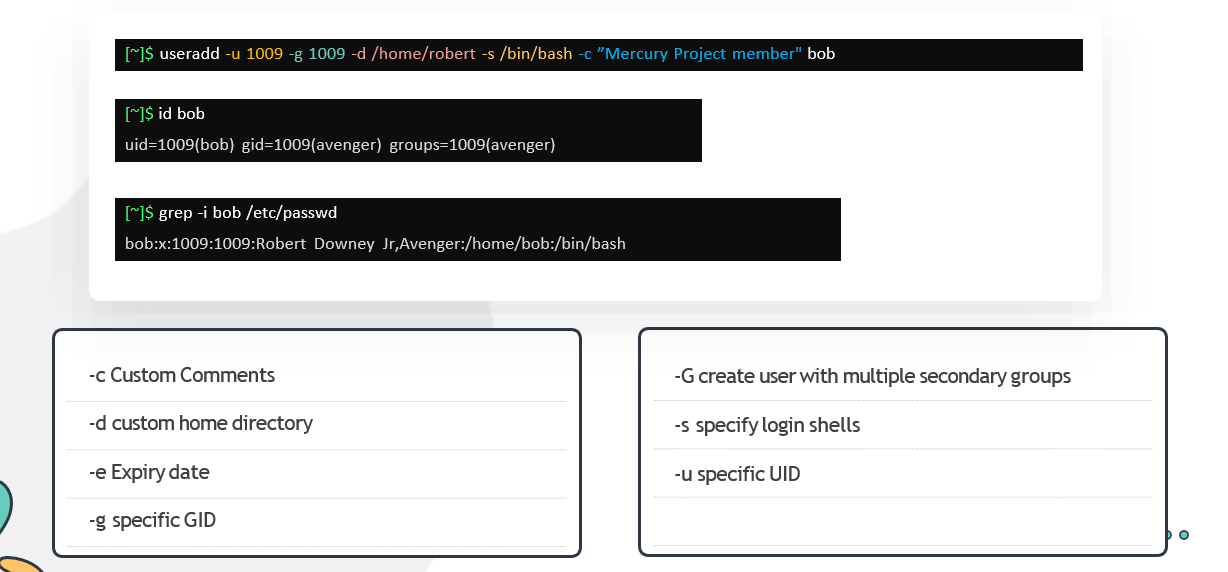 [~]$ useradd -u 1009 -g 1009 -d /home/robert -s /bin/bash -c ”Mercury Project member" bob
[~]$ id bob
uid=1009(bob) gid=1009(avenger) groups=1009(avenger)
[~]$ grep -i bob /etc/passwd
bob:x:1009:1009:Robert Downey Jr,Avenger:/home/bob:/bin/bash
-c Custom Comments
-d custom home directory
-e Expiry date
-g specific GID
-G create user with multiple secondary groups
-s specify login shells
-u specific UID